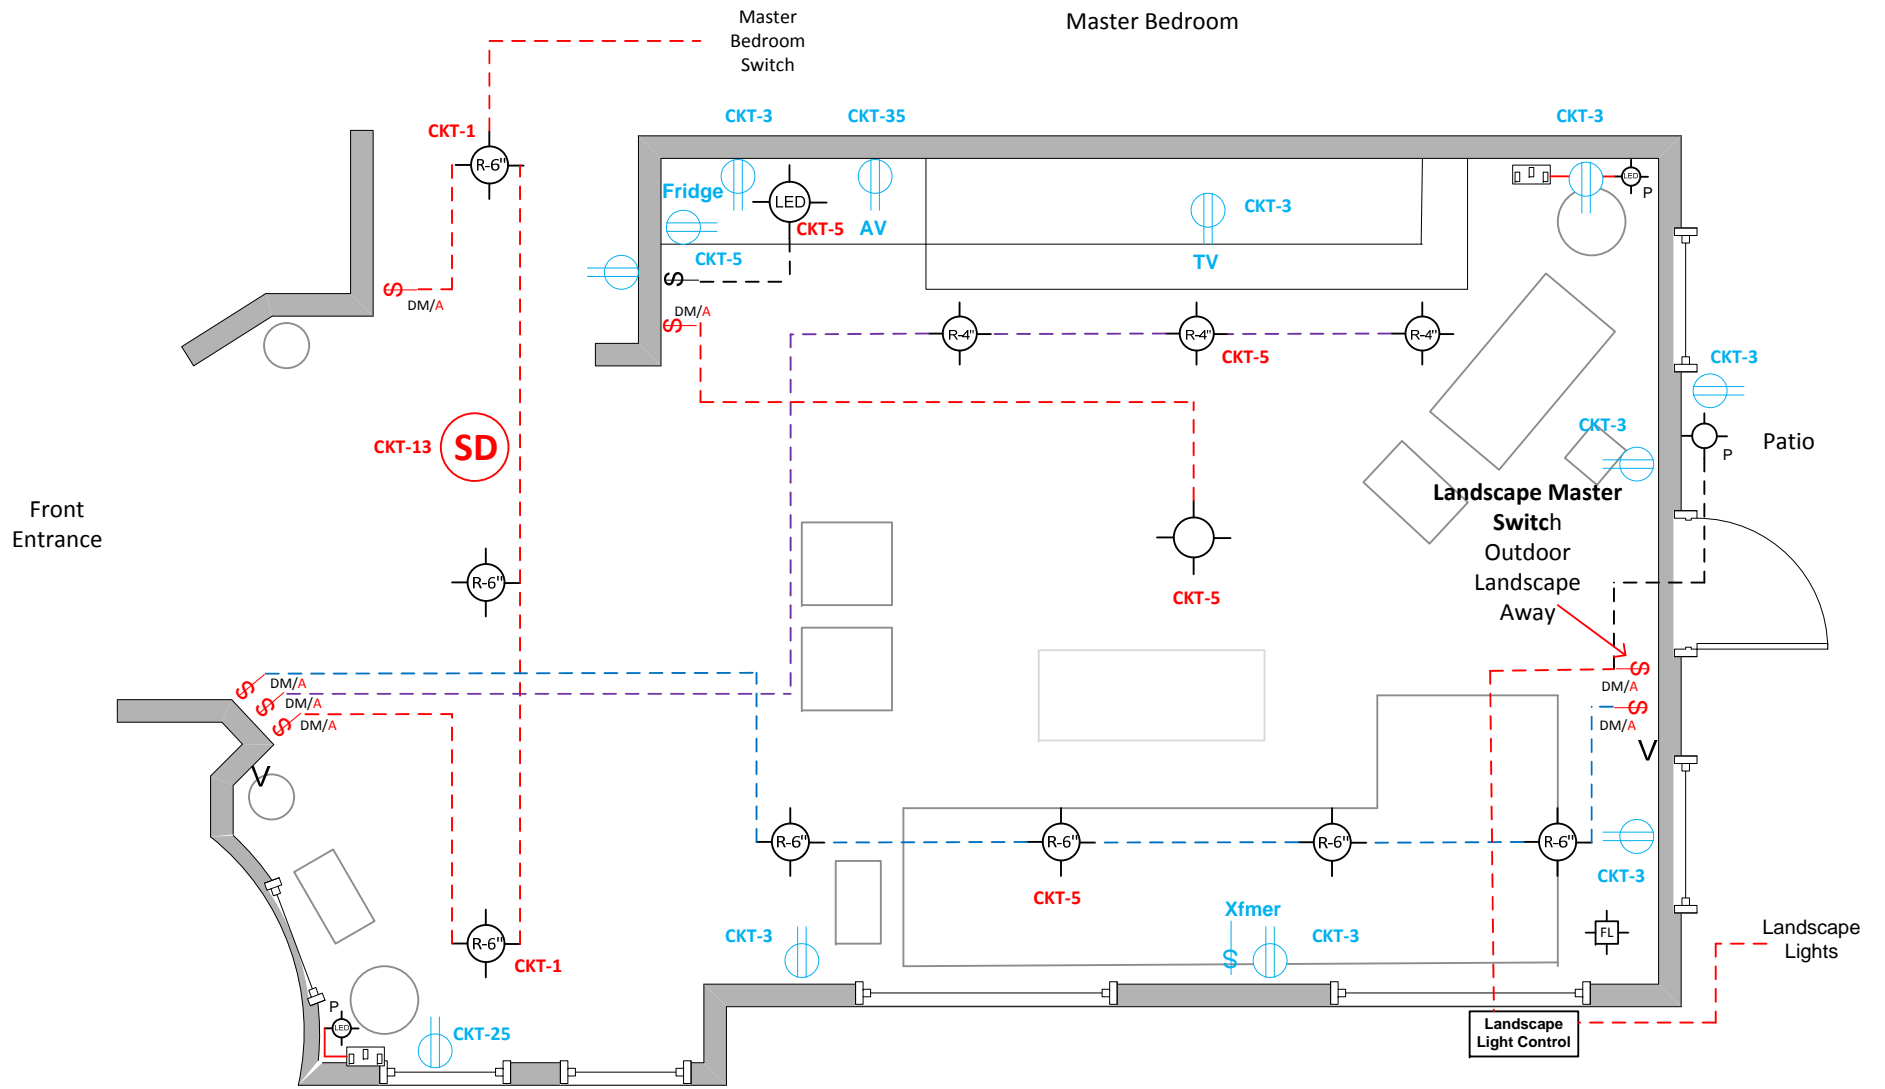 Master
Bedroom
Switch
Master Bedroom
CKT-1
CKT-3
CKT-35
CKT-3
R-6"
Fridge
LED
LED
P
CKT-5
AV
CKT-3
CKT-5
TV
S
DM/A
S
DM/A
S
R-4"
R-4"
R-4"
CKT-5
CKT-3
CKT-13
SD
CKT-3
P
Patio
Front
Entrance
Landscape Master
Switch
Outdoor
Landscape
Away
R-6"
CKT-5
S
DM/A
S
DM/A
S
DM/A
S
DM/A
S
DM/A
V
V
R-6"
R-6"
R-6"
R-6"
CKT-5
CKT-3
R-6"
CKT-1
CKT-3
Xfmer
S
CKT-3
FL
Landscape
Lights
P
LED
CKT-25
Landscape
Light Control